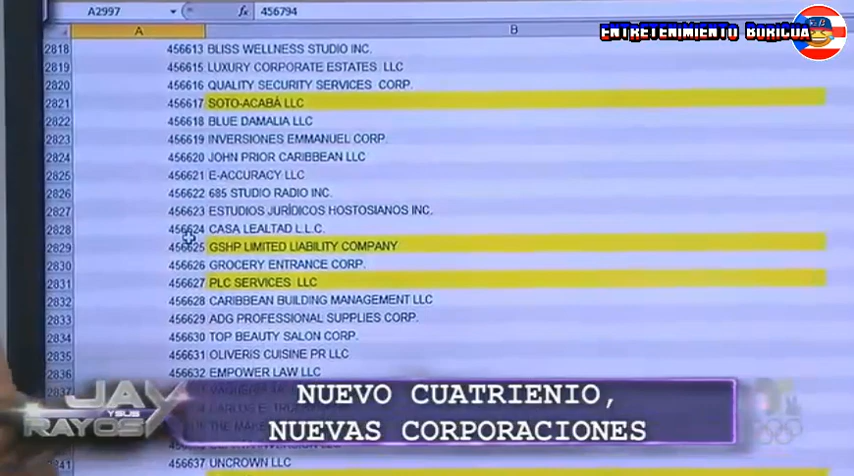 A2997 fx 456794
ENTRETENIMIENTO BORICUA
A B
2818 456613 BLISS WELLNESS STUDIO INC.
2819 456615 LUXURY CORPORATE ESTATES LLC
2820 456616 QUALITY SECURITY SERVICES CORP.
2821 456617 SOTO-ACABÁ LLC
2822 456618 BLUE DAMALIA LLC
2823 456619 INVERSIONES EMMANUEL CORP.
2824 456620 JOHN PRIOR CARIBBEAN LLC
2825 456621 E-ACCURACY LLC
2826 456622 685 STUDIO RADIO INC.
2827 456623 ESTUDIOS JURÍDICOS HOSTOSIANOS INC.
2828 456624 CASA LEALTAD L.L.C.
2829 456625 GSHP LIMITED LIABILITY COMPANY
2830 456626 GROCERY ENTRANCE CORP.
2831 456627 PLC SERVICES LLC
2832 456628 CARIBBEAN BUILDING MANAGEMENT LLC
2833 456629 ADG PROFESSIONAL SUPPLIES CORP.
2834 456630 TOP BEAUTY SALON CORP.
2835 456631 OLIVERIS CUISINE PR LLC
2836 456632 EMPOWER LAW LLC
2837
JAY Y SUS RAYOS X
NUEVO CUATRIENIO,
NUEVAS CORPORACIONES
2841 456637 UNCROWN LLC